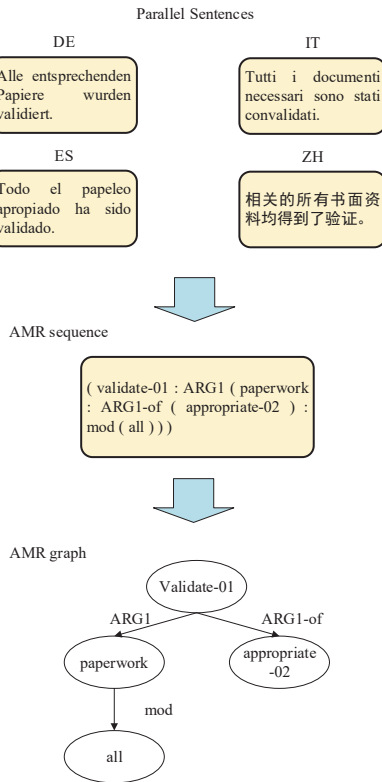 Parallel Sentences
DE
IT
Alle entsprechenden
Papiere wurden
validiert.
Tutti i documenti
necessari sono stati
convalidati.
ES
ZH
Todo el papeleo
apropiado ha sido
validado.
相关的所有书面资
料均得到了验证。
AMR sequence
( validate-01 : ARG1 ( paperwork
: ARG1-of ( appropriate-02 ) :
mod ( all ) ) )
AMR graph
Validate-01
ARG1
ARG1-of
paperwork
appropriate
-02
mod
all